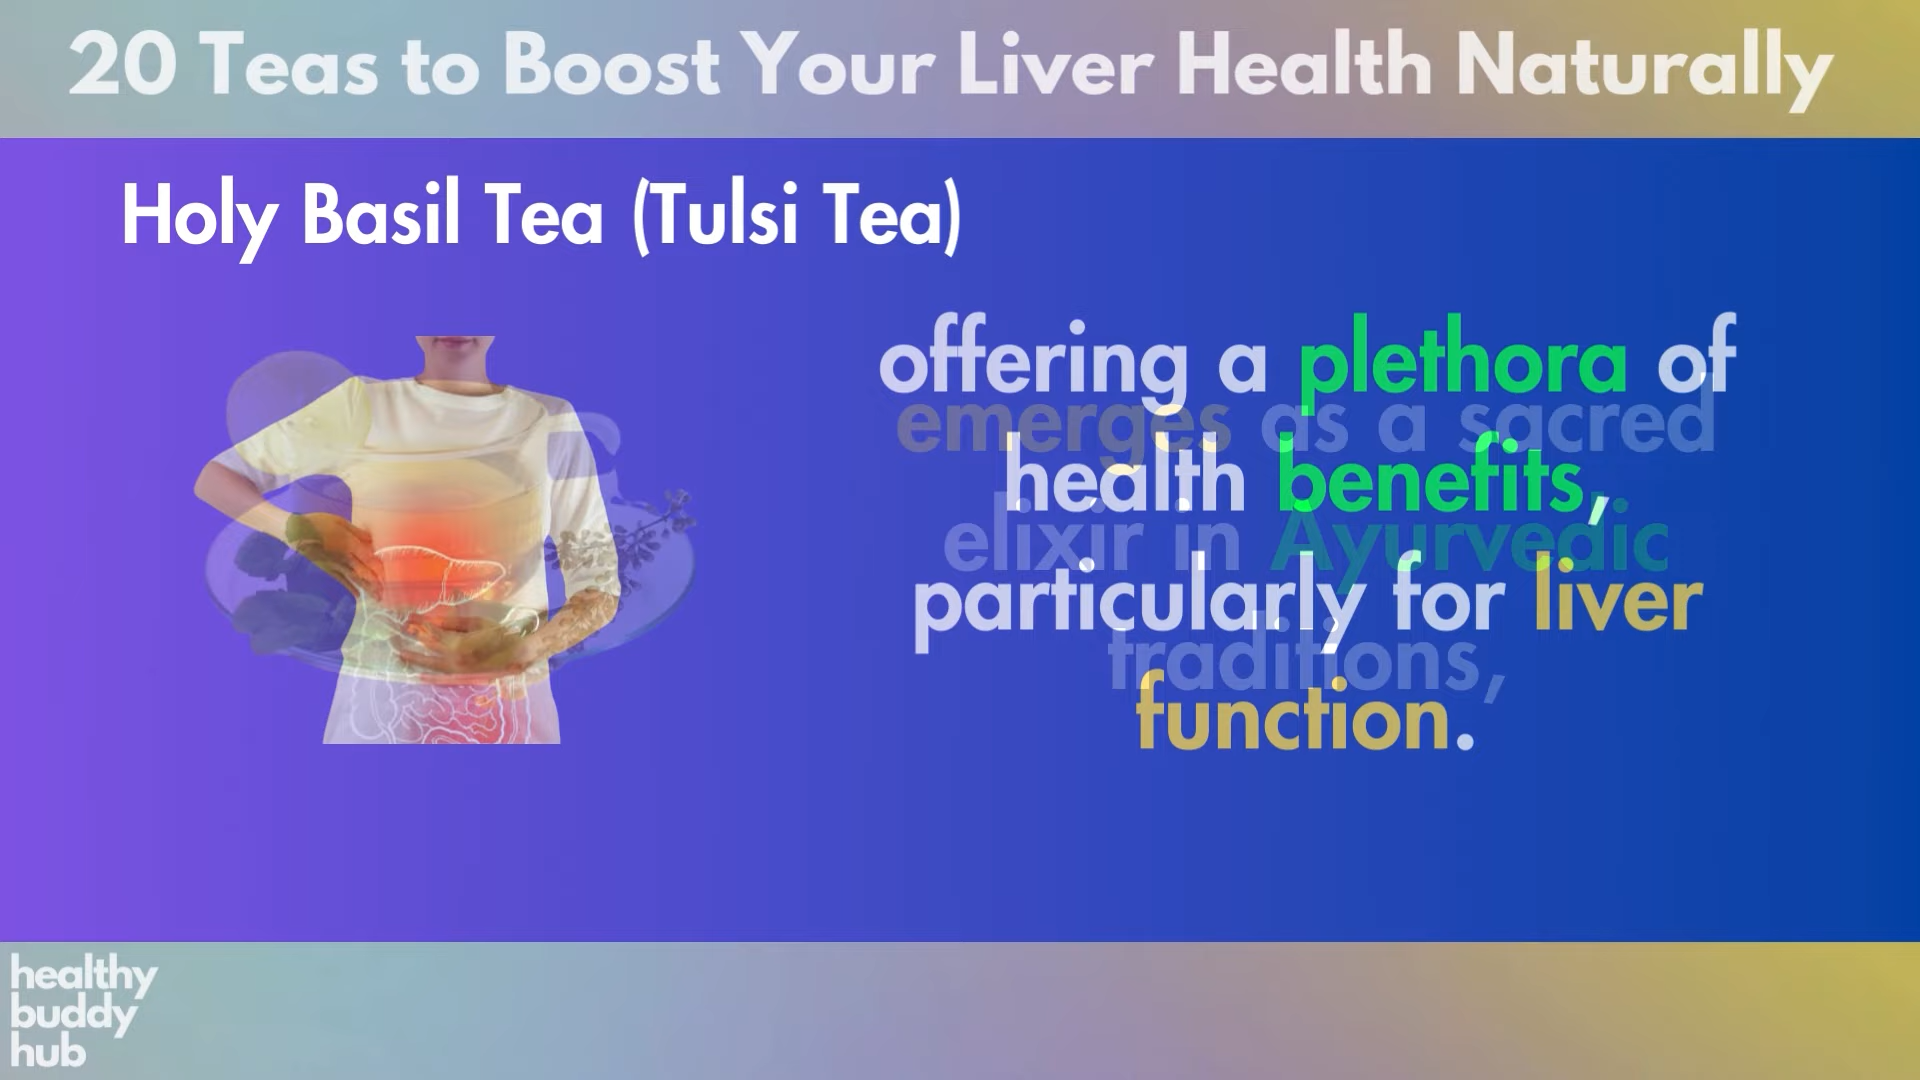 20 Teas to Boost Your Liver Health Naturally
Holy Basil Tea (Tulsi Tea)
emerges as a sacred
elixir in Ayurvedic
traditions,
offering a plethora of
health benefits,
particularly for liver
function.
healthy
buddy
hub